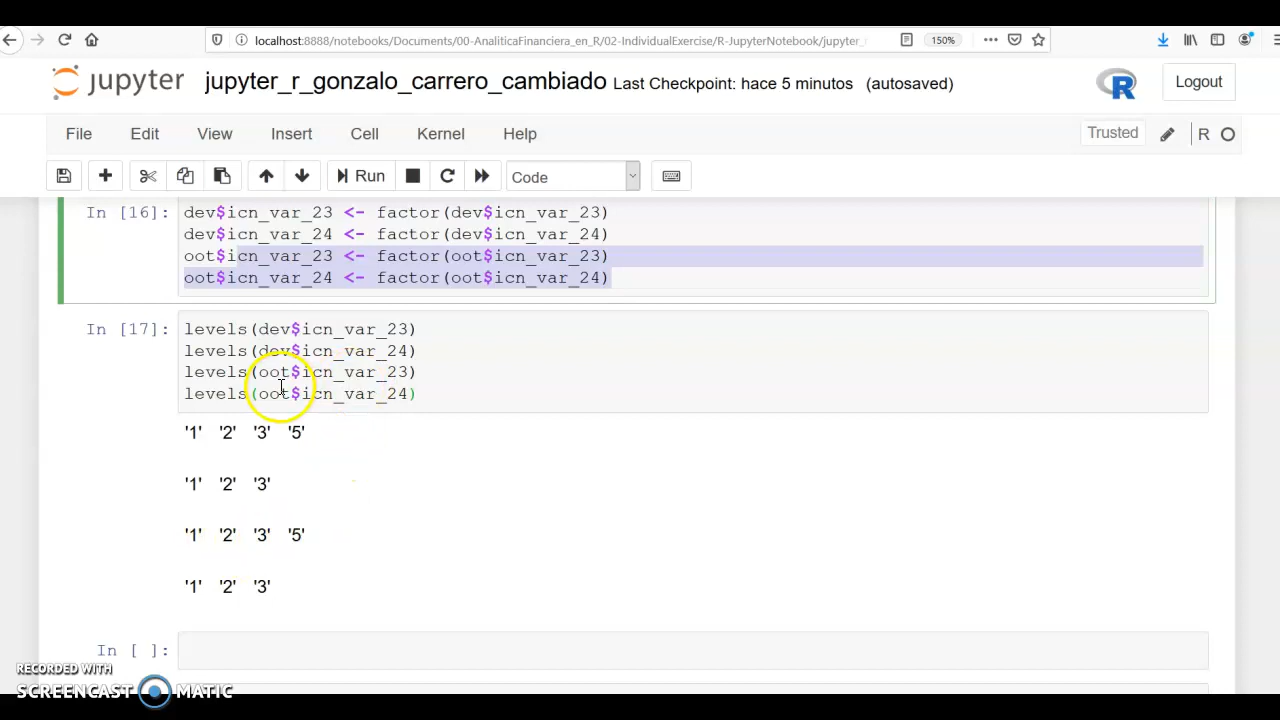 localhost:8888/notebooks/Documents/00-AnaliticaFinanciera_en_R/02-IndividualExercise/R-JupyterNotebook/jupyter_
150%
jupyter
jupyter_r_gonzalo_carrero_cambiado Last Checkpoint: hace 5 minutos (autosaved)
R
Logout
File Edit View Insert Cell Kernel Help
Trusted
R
Run
Code
In [16]:
dev$icn_var_23 <- factor(dev$icn_var_23)
dev$icn_var_24 <- factor(dev$icn_var_24)
oot$icn_var_23 <- factor(oot$icn_var_23)
oot$icn_var_24 <- factor(oot$icn_var_24)
In [17]:
levels(dev$icn_var_23)
levels(dev$icn_var_24)
levels(oot$icn_var_23)
levels(oot$icn_var_24)
'1' '2' '3' '5'
'1' '2' '3'
'1' '2' '3' '5'
'1' '2' '3'
In [ ]:
RECORDED WITH
SCREENCAST MATIC